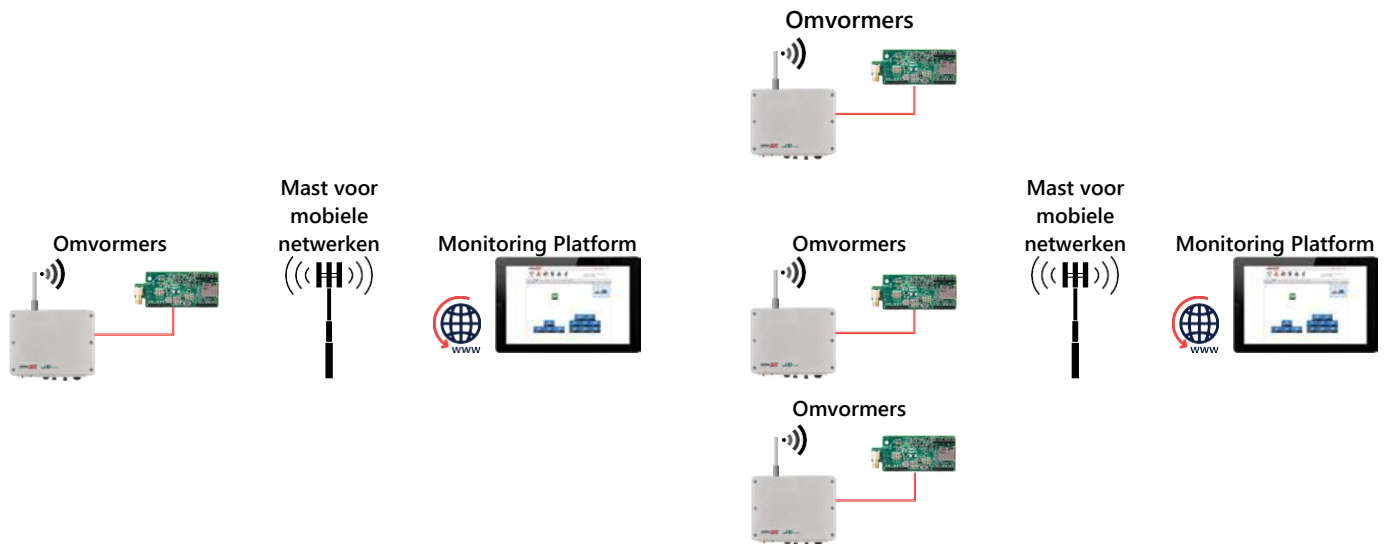 Omvormers
Mast voor
mobiele
netwerken
Omvormers
Monitoring Platform
www
Mast voor
mobiele
netwerken
Omvormers
Monitoring Platform
www
Omvormers